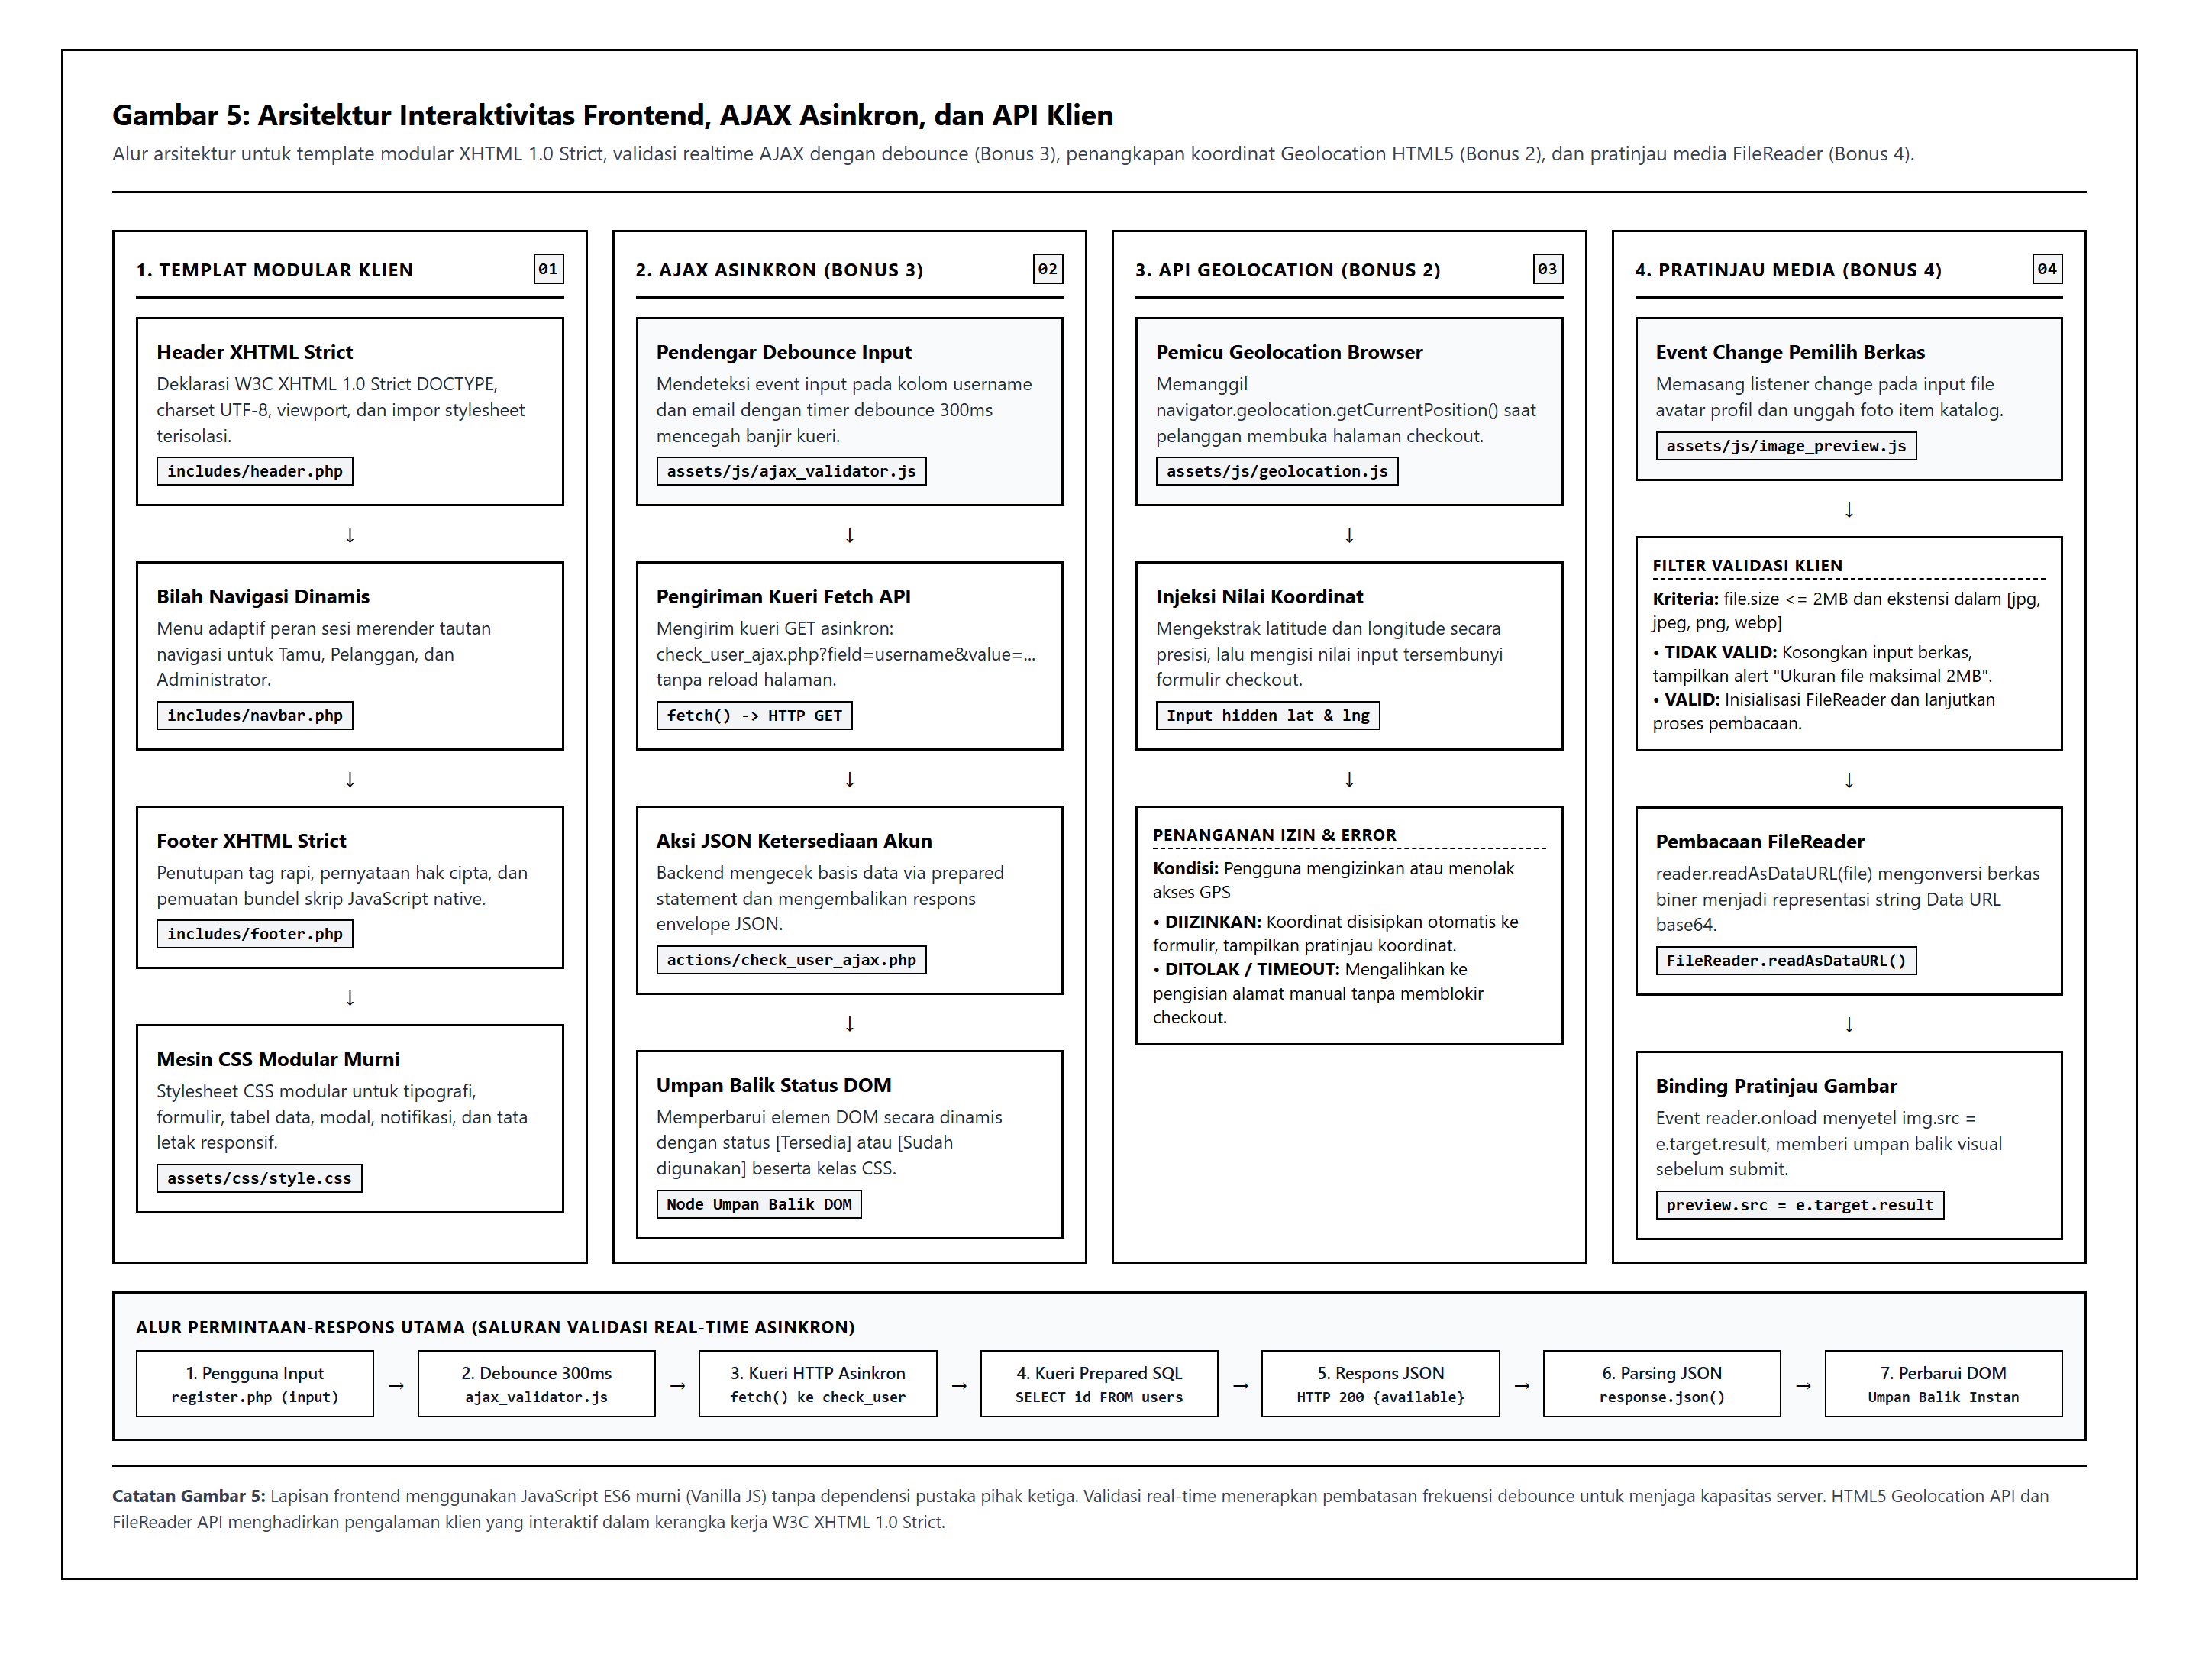 Gambar 5: Arsitektur Interaktivitas Frontend, AJAX Asinkron, dan API Klien
Alur arsitektur untuk template modular XHTML 1.0 Strict, validasi realtime AJAX dengan debounce (Bonus 3), penangkapan koordinat Geolocation HTML5 (Bonus 2), dan pratinjau media FileReader (Bonus 4).
1. TEMPLAT MODULAR KLIEN
01
Header XHTML Strict
Deklarasi W3C XHTML 1.0 Strict DOCTYPE,
charset UTF-8, viewport, dan impor stylesheet
terisolasi.
includes/header.php
↓
Bilah Navigasi Dinamis
Menu adaptif peran sesi merender tautan
navigasi untuk Tamu, Pelanggan, dan
Administrator.
includes/navbar.php
↓
Footer XHTML Strict
Penutupan tag rapi, pernyataan hak cipta, dan
pemuatan bundel skrip JavaScript native.
includes/footer.php
↓
Mesin CSS Modular Murni
Stylesheet CSS modular untuk tipografi,
formulir, tabel data, modal, notifikasi, dan tata
letak responsif.
assets/css/style.css
2. AJAX ASINKRON (BONUS 3)
02
Pendengar Debounce Input
Mendeteksi event input pada kolom username
dan email dengan timer debounce 300ms
mencegah banjir kueri.
assets/js/ajax_validator.js
↓
Pengiriman Kueri Fetch API
Mengirim kueri GET asinkron:
check_user_ajax.php?field=username&value=...
tanpa reload halaman.
fetch() -> HTTP GET
↓
Aksi JSON Ketersediaan Akun
Backend mengecek basis data via prepared
statement dan mengembalikan respons
envelope JSON.
actions/check_user_ajax.php
↓
Umpan Balik Status DOM
Memperbarui elemen DOM secara dinamis
dengan status [Tersedia] atau [Sudah
digunakan] beserta kelas CSS.
Node Umpan Balik DOM
3. API GEOLOCATION (BONUS 2)
03
Pemicu Geolocation Browser
Memanggil
navigator.geolocation.getCurrentPosition() saat
pelanggan membuka halaman checkout.
assets/js/geolocation.js
↓
Injeksi Nilai Koordinat
Mengekstrak latitude dan longitude secara
presisi, lalu mengisi nilai input tersembunyi
formulir checkout.
Input hidden lat & lng
↓
PENANGANAN IZIN & ERROR
Kondisi: Pengguna mengizinkan atau menolak
akses GPS
• DIIZINKAN: Koordinat disisipkan otomatis ke
formulir, tampilkan pratinjau koordinat.
• DITOLAK / TIMEOUT: Mengalihkan ke
pengisian alamat manual tanpa memblokir
checkout.
4. PRATINJAU MEDIA (BONUS 4)
04
Event Change Pemilih Berkas
Memasang listener change pada input file
avatar profil dan unggah foto item katalog.
assets/js/image_preview.js
↓
FILTER VALIDASI KLIEN
Kriteria: file.size <= 2MB dan ekstensi dalam [jpg,
jpeg, png, webp]
• TIDAK VALID: Kosongkan input berkas,
tampilkan alert "Ukuran file maksimal 2MB".
• VALID: Inisialisasi FileReader dan lanjutkan
proses pembacaan.
↓
Pembacaan FileReader
reader.readAsDataURL(file) mengonversi berkas
biner menjadi representasi string Data URL
base64.
FileReader.readAsDataURL()
↓
Binding Pratinjau Gambar
Event reader.onload menyetel img.src =
e.target.result, memberi umpan balik visual
sebelum submit.
preview.src = e.target.result
ALUR PERMINTAAN-RESPONS UTAMA (SALURAN VALIDASI REAL-TIME ASINKRON)
1. Pengguna Input
register.php (input)
→
2. Debounce 300ms
ajax_validator.js
→
3. Kueri HTTP Asinkron
fetch() ke check_user
→
4. Kueri Prepared SQL
SELECT id FROM users
→
5. Respons JSON
HTTP 200 {available}
→
6. Parsing JSON
response.json()
→
7. Perbarui DOM
Umpan Balik Instan
Catatan Gambar 5: Lapisan frontend menggunakan JavaScript ES6 murni (Vanilla JS) tanpa dependensi pustaka pihak ketiga. Validasi real-time menerapkan pembatasan frekuensi debounce untuk menjaga kapasitas server. HTML5 Geolocation API dan
FileReader API menghadirkan pengalaman klien yang interaktif dalam kerangka kerja W3C XHTML 1.0 Strict.